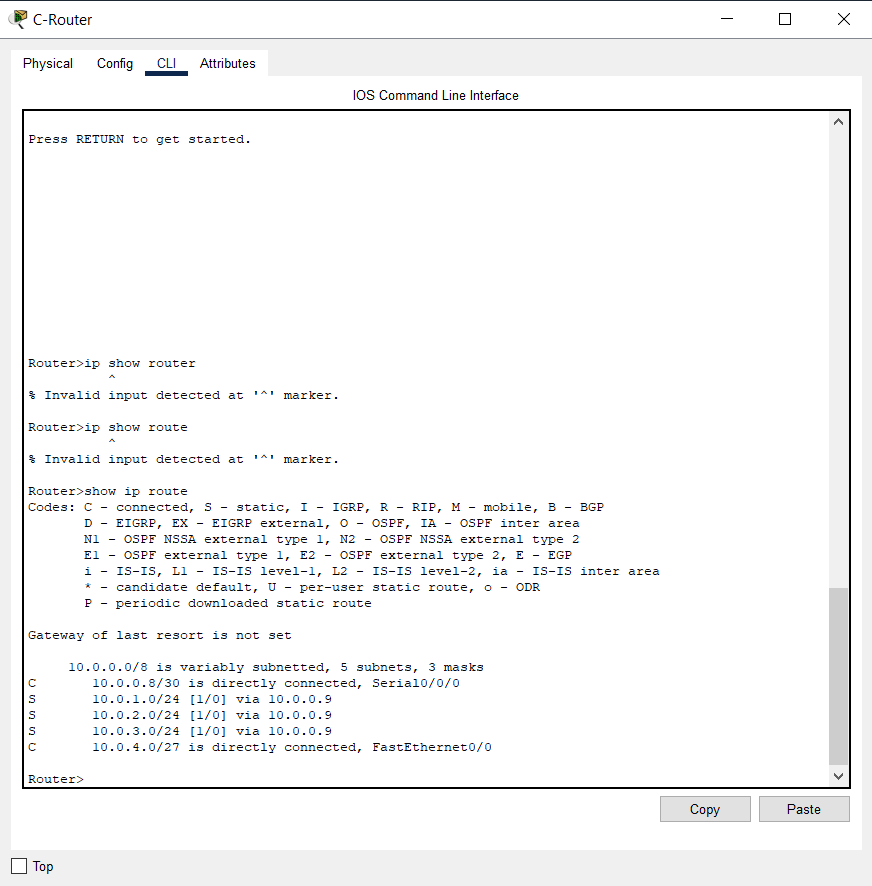 C-Router
Physical Config CLI Attributes
IOS Command Line Interface
Press RETURN to get started.
Router>ip show router
^
% Invalid input detected at '^' marker.
Router>ip show route
^
% Invalid input detected at '^' marker.
Router>show ip route
Codes: C - connected, S - static, I - IGRP, R - RIP, M - mobile, B - BGP
D - EIGRP, EX - EIGRP external, O - OSPF, IA - OSPF inter area
N1 - OSPF NSSA external type 1, N2 - OSPF NSSA external type 2
E1 - OSPF external type 1, E2 - OSPF external type 2, E - EGP
i - IS-IS, L1 - IS-IS level-1, L2 - IS-IS level-2, ia - IS-IS inter area
* - candidate default, U - per-user static route, o - ODR
P - periodic downloaded static route
Gateway of last resort is not set
10.0.0.0/8 is variably subnetted, 5 subnets, 3 masks
C 10.0.0.8/30 is directly connected, Serial0/0/0
S 10.0.1.0/24 [1/0] via 10.0.0.9
S 10.0.2.0/24 [1/0] via 10.0.0.9
S 10.0.3.0/24 [1/0] via 10.0.0.9
C 10.0.4.0/27 is directly connected, FastEthernet0/0
Router>
Copy Paste
Top